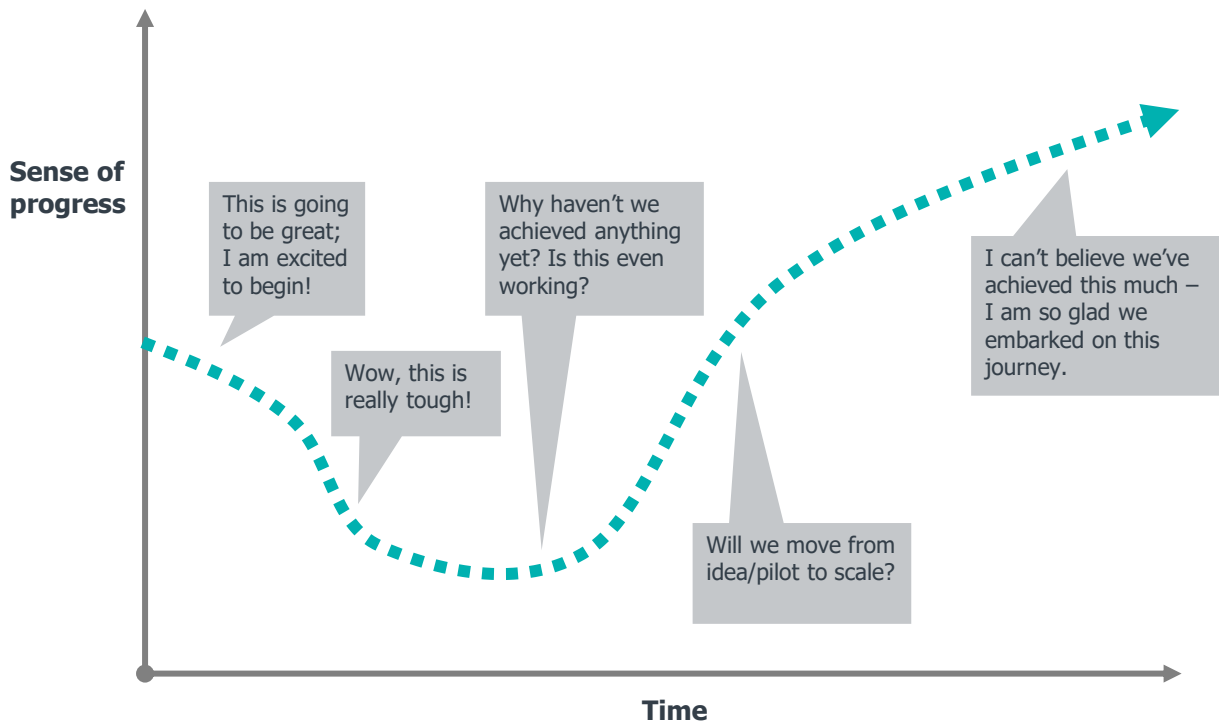 Sense of
progress
This is going
to be great;
I am excited
to begin!
Wow, this is
really tough!
Why haven’t we
achieved anything
yet? Is this even
working?
Will we move from
idea/pilot to scale?
I can’t believe we’ve
achieved this much –
I am so glad we
embarked on this
journey.
Time